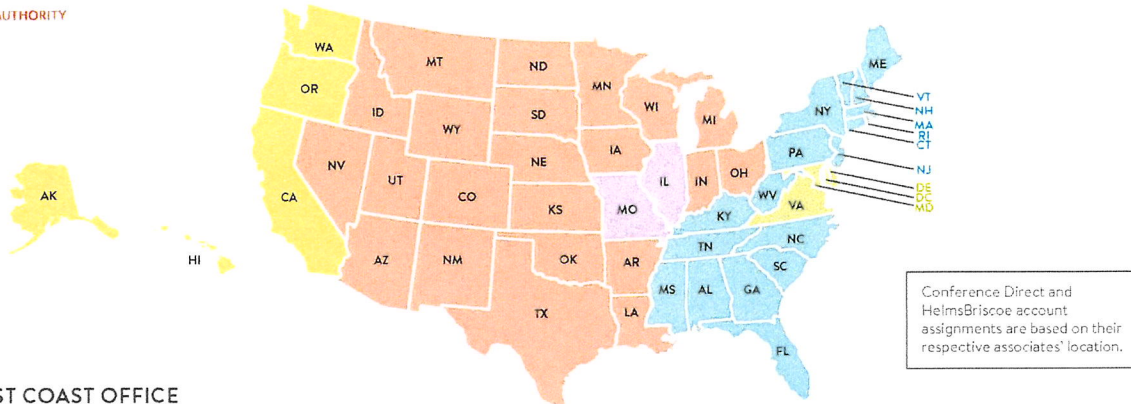 AUTHORITY
WA
OR
CA
AK
HI
MT
ID
NV
WY
UT
CO
AZ
NM
ND
SD
NE
KS
OK
TX
MN
IA
MO
AR
LA
WI
IL
MI
IN
OH
KY
TN
MS
AL
GA
FL
SC
NC
VA
WV
PA
NY
ME
VT
NH
MA
RI
CT
NJ
DE
DC
MD
Conference Direct and
HelmsBriscoe account
assignments are based on their
respective associates' location.
ST COAST OFFICE